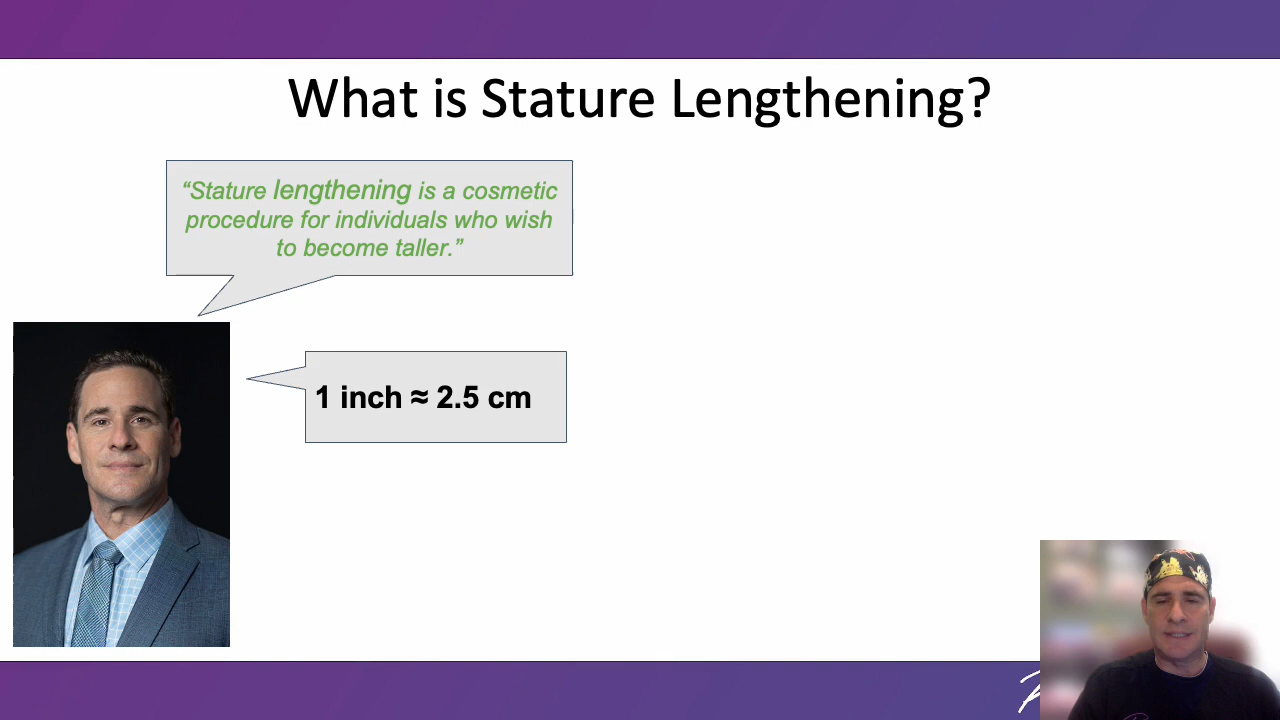 What is Stature Lengthening?
“Stature lengthening is a cosmetic
procedure for individuals who wish
to become taller.”
1 inch ≈ 2.5 cm